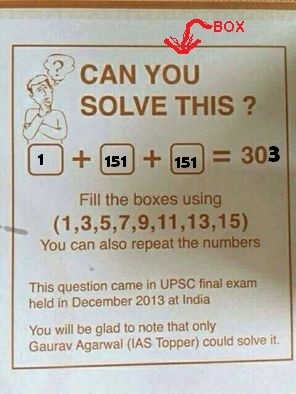 BOX
?
CAN YOU
SOLVE THIS ?
1 + 151 + 151 = 303
Fill the boxes using
(1,3,5,7,9,11,13,15)
You can also repeat the numbers
This question came in UPSC final exam
held in December 2013 at India
You will be glad to note that only
Gaurav Agarwal (IAS Topper) could solve it.